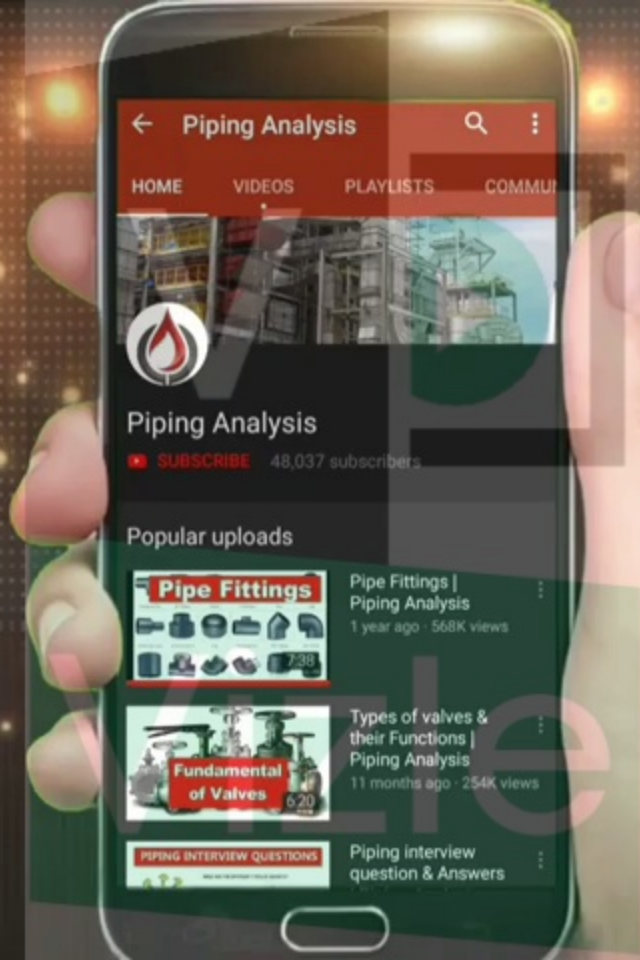 Piping Analysis
HOME VIDEOS PLAYLISTS COMMUN
Piping Analysis
SUBSCRIBE 48,037 subscribers
Popular uploads
Pipe Fittings
7:38
Pipe Fittings |
Piping Analysis
1 year ago · 568K views
Fundamental
of Valves
6:20
Types of valves &
their Functions |
Piping Analysis
11 months ago · 254K views
PIPING INTERVIEW QUESTIONS
Piping interview
question & Answers
Vizle